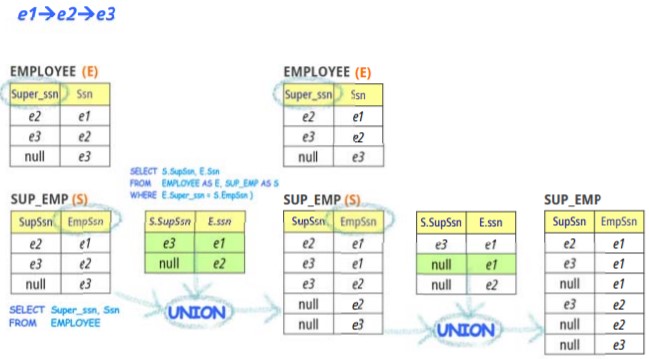 e1→e2→e3
EMPLOYEE (E)
Super_ssn Ssn
e2 e1
e3 e2
null e3
EMPLOYEE (E)
Super_ssn Ssn
e2 e1
e3 e2
null e3
SELECT S.SupSsn, E.Ssn
FROM EMPLOYEE AS E, SUP_EMP AS S
WHERE E.Super_ssn = S.EmpSsn )
SUP_EMP (S)
SupSsn EmpSsn
e2 e1
e3 e2
null e3
SELECT Super_ssn, Ssn
FROM EMPLOYEE
S.SupSsn E.ssn
e3 e1
null e2
UNION
SUP_EMP (S)
SupSsn EmpSsn
e2 e1
e3 e1
e3 e2
null e2
null e3
S.SupSsn E.ssn
e3 e1
null e1
null e2
UNION
SUP_EMP
SupSsn EmpSsn
e2 e1
e3 e1
null e1
e3 e2
null e2
null e3